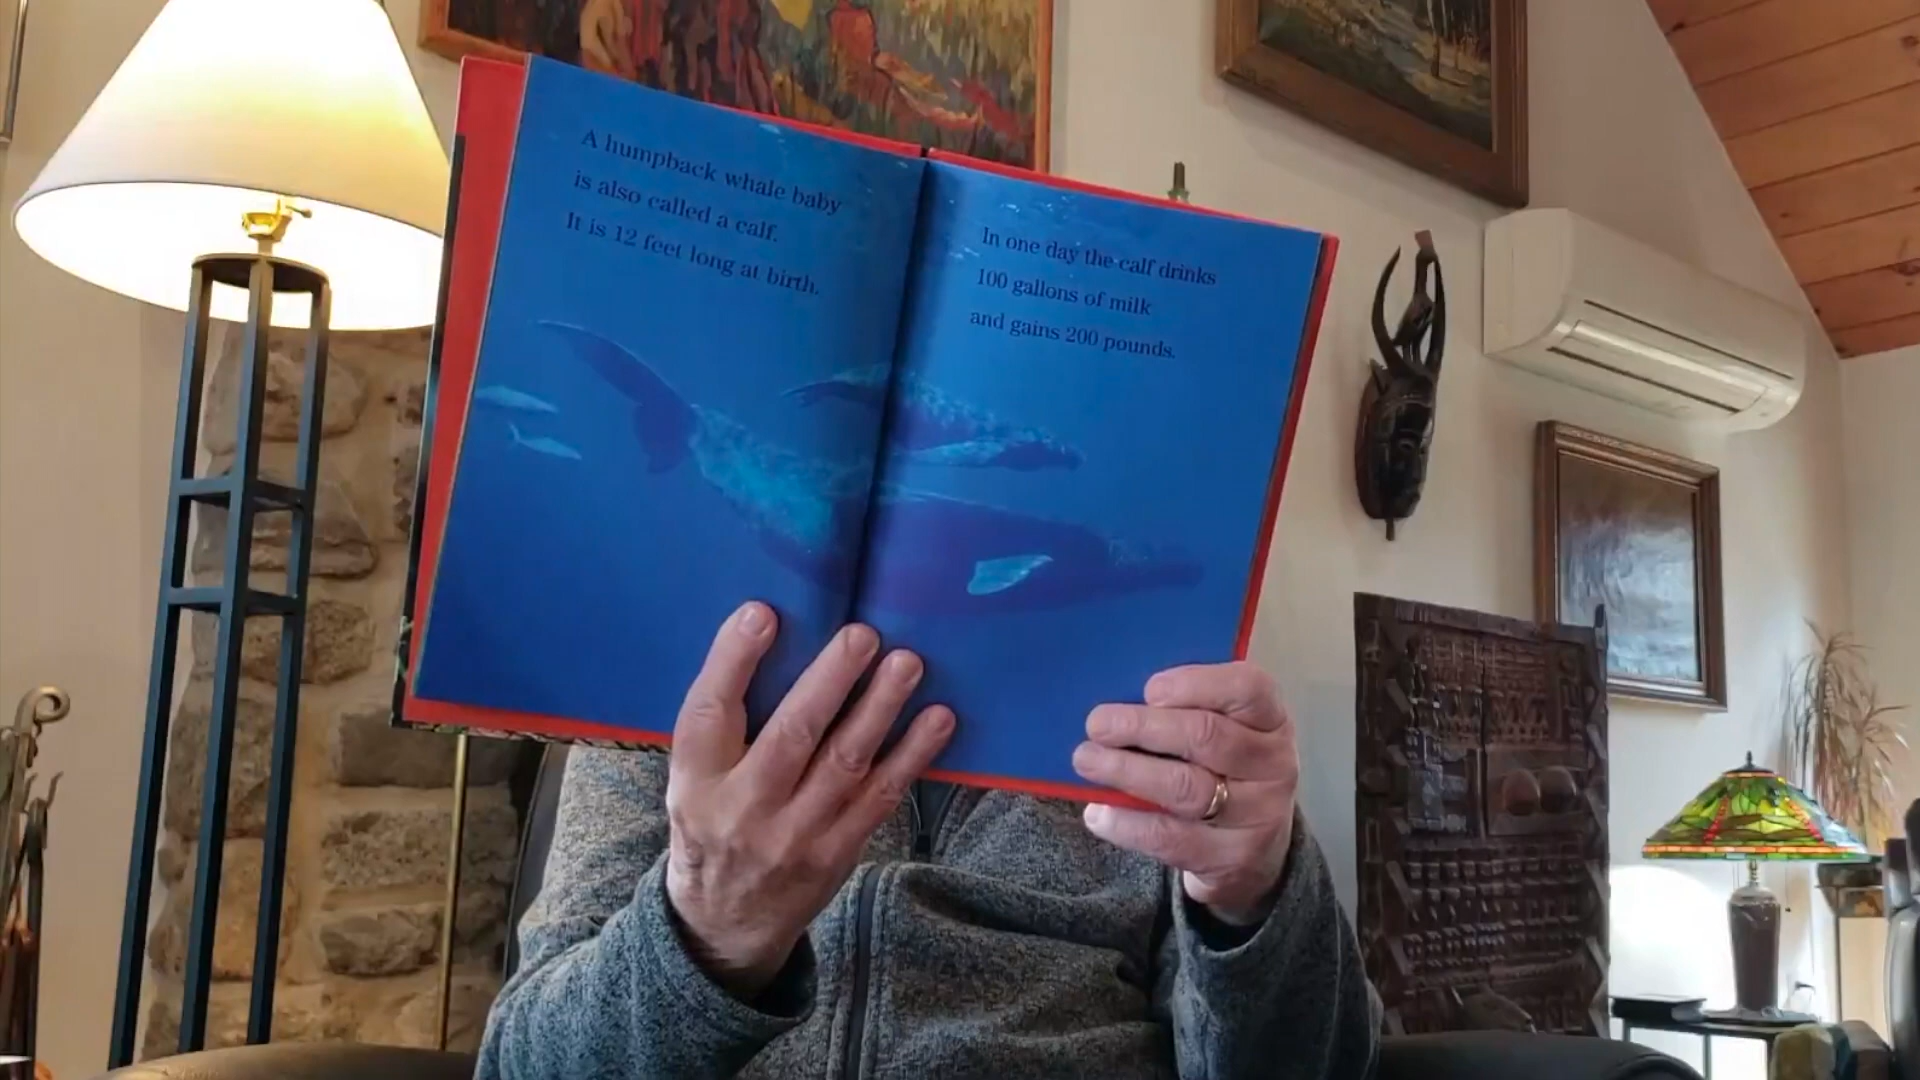 A humpback whale baby
is also called a calf.
It is 12 feet long at birth.
In one day the calf drinks
100 gallons of milk
and gains 200 pounds.